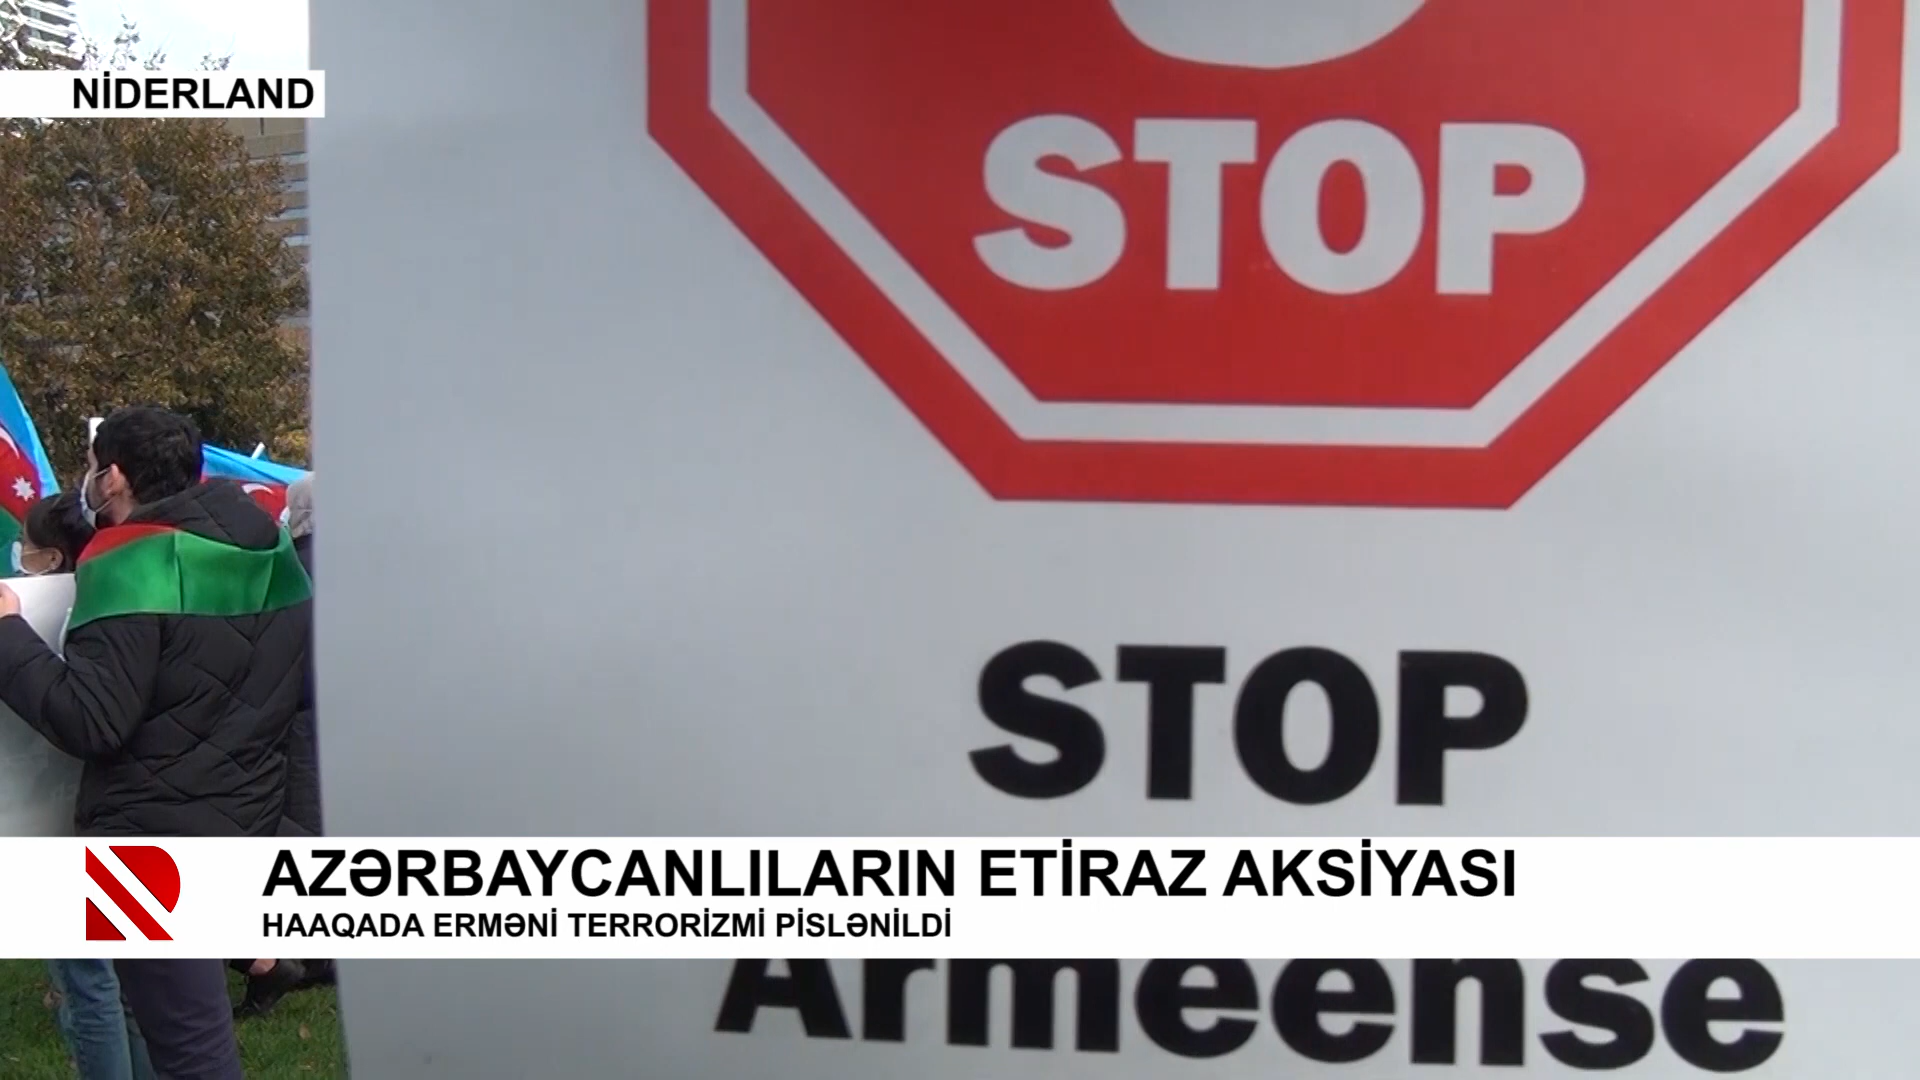 NİDERLAND
STOP
STOP
AZƏRBAYCANLILARIN ETİRAZ AKSİYASI
HAAQADA ERMƏNİ TERRORİZMİ PİSLƏNİLDİ
Armeense